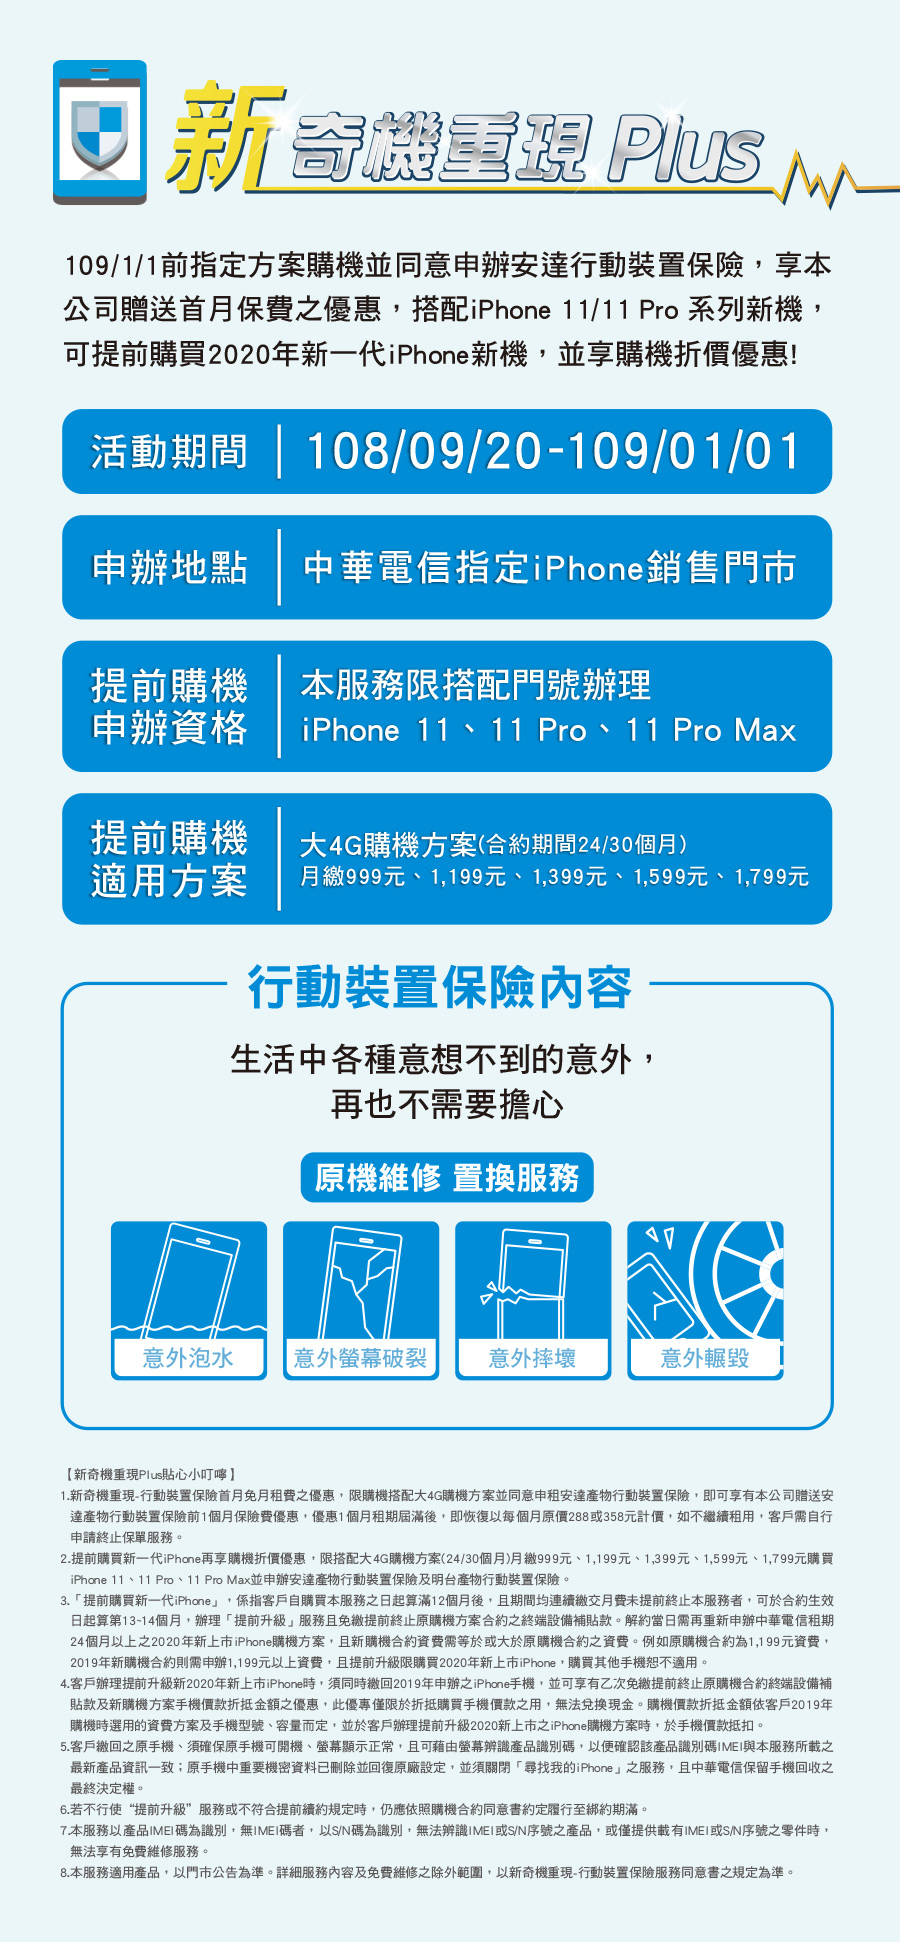 新奇機重現 Plus
109/1/1前指定方案購機並同意申辦安達行動裝置保險，享本
公司贈送首月保費之優惠，搭配iPhone 11/11 Pro 系列新機，
可提前購買2020年新一代iPhone新機，並享購機折價優惠!
活動期間
108/09/20-109/01/01
申辦地點
中華電信指定iPhone銷售門市
提前購機
申辦資格
本服務限搭配門號辦理
iPhone 11、11 Pro、11 Pro Max
提前購機
適用方案
大4G購機方案(合約期間24/30個月)
月繳999元、1,199元、1,399元、1,599元、1,799元
行動裝置保險內容
生活中各種意想不到的意外，
再也不需要擔心
原機維修 置換服務
意外泡水
意外螢幕破裂
意外摔壞
意外輾毀
【新奇機重現Plus貼心小叮嚀】
1.新奇機重現-行動裝置保險首月免月租費之優惠，限購機搭配大4G購機方案並同意申租安達產物行動裝置保險，即可享有本公司贈送安
達產物行動裝置保險前1個月保險費優惠，優惠1個月租期屆滿後，即恢復以每個月原價288或358元計價，如不繼續租用，客戶需自行
申請終止保單服務。
2.提前購買新一代iPhone再享購機折價優惠，限搭配大4G購機方案(24/30個月)月繳999元、1,199元、1,399元、1,599元、1,799元購買
iPhone 11、11 Pro、11 Pro Max並申辦安達產物行動裝置保險及明台產物行動裝置保險。
3.「提前購買新一代iPhone」，係指客戶自購買本服務之日起算滿12個月後，且期間均連續繳交月費未提前終止本服務者，可於合約生效
日起算第13~14個月，辦理「提前升級」服務且免繳提前終止原購機方案合約之終端設備補貼款。解約當日需再重新申辦中華電信租期
24個月以上之2020年新上市iPhone購機方案，且新購機合約資費需等於或大於原購機合約之資費。例如原購機合約為1,199元資費，
2019年新購機合約則需申辦1,199元以上資費，且提前升級限購買2020年新上市iPhone，購買其他手機恕不適用。
4.客戶辦理提前升級新2020年新上市iPhone時，須同時繳回2019年申辦之iPhone手機，並可享有乙次免繳提前終止原購機合約終端設備補
貼款及新購機方案手機價款折抵金額之優惠，此優專僅限於折抵購買手機價款之用，無法兌換現金。購機價款折抵金額依客戶2019年
購機時選用的資費方案及手機型號、容量而定，並於客戶辦理提前升級2020新上市之iPhone購機方案時，於手機價款抵扣。
5.客戶繳回之原手機、須確保原手機可開機、螢幕顯示正常，且可藉由螢幕辨識產品識別碼，以便確認該產品識別碼IMEI與本服務所載之
最新產品資訊一致；原手機中重要機密資料已刪除並回復原廠設定，並須關閉「尋找我的iPhone」之服務，且中華電信保留手機回收之
最終決定權。
6.若不行使“提前升級”服務或不符合提前續約規定時，仍應依照購機合約同意書約定履行至綁約期滿。
7.本服務以產品IMEI碼為識別，無IMEI碼者，以S/N碼為識別，無法辨識IMEI或S/N序號之產品，或僅提供載有IMEI或S/N序號之零件時，
無法享有免費維修服務。
8.本服務適用產品，以門市公告為準。詳細服務內容及免費維修之除外範圍，以新奇機重現-行動裝置保險服務同意書之規定為準。